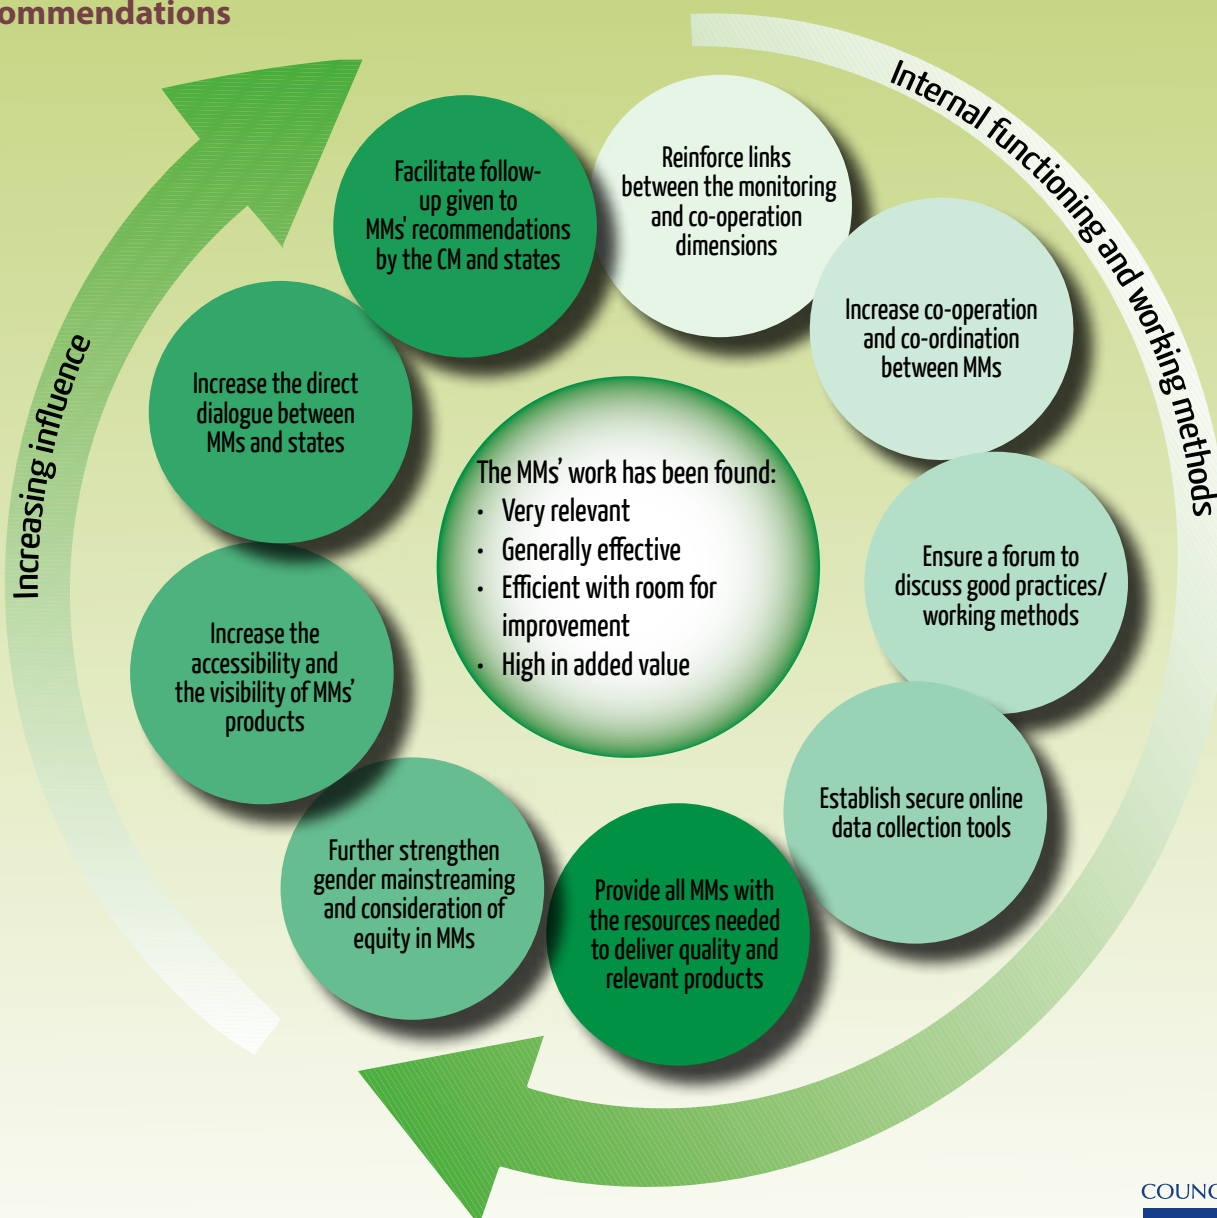 ommendations
Internal functioning and working methods
Reinforce links
between the monitoring
and co-operation
dimensions
Increase co-operation
and co-ordination
between MMs
Ensure a forum to
discuss good practices/
working methods
Establish secure online
data collection tools
Provide all MMs with
the resources needed
to deliver quality and
relevant products
Increasing influence
Further strengthen
gender mainstreaming
and consideration of
equity in MMs
Increase the
accessibility and
the visibility of MMs'
products
Increase the direct
dialogue between
MMs and states
Facilitate follow-
up given to
MMs' recommendations
by the CM and states
The MMs' work has been found:
• Very relevant
• Generally effective
• Efficient with room for
improvement
• High in added value
COUNC